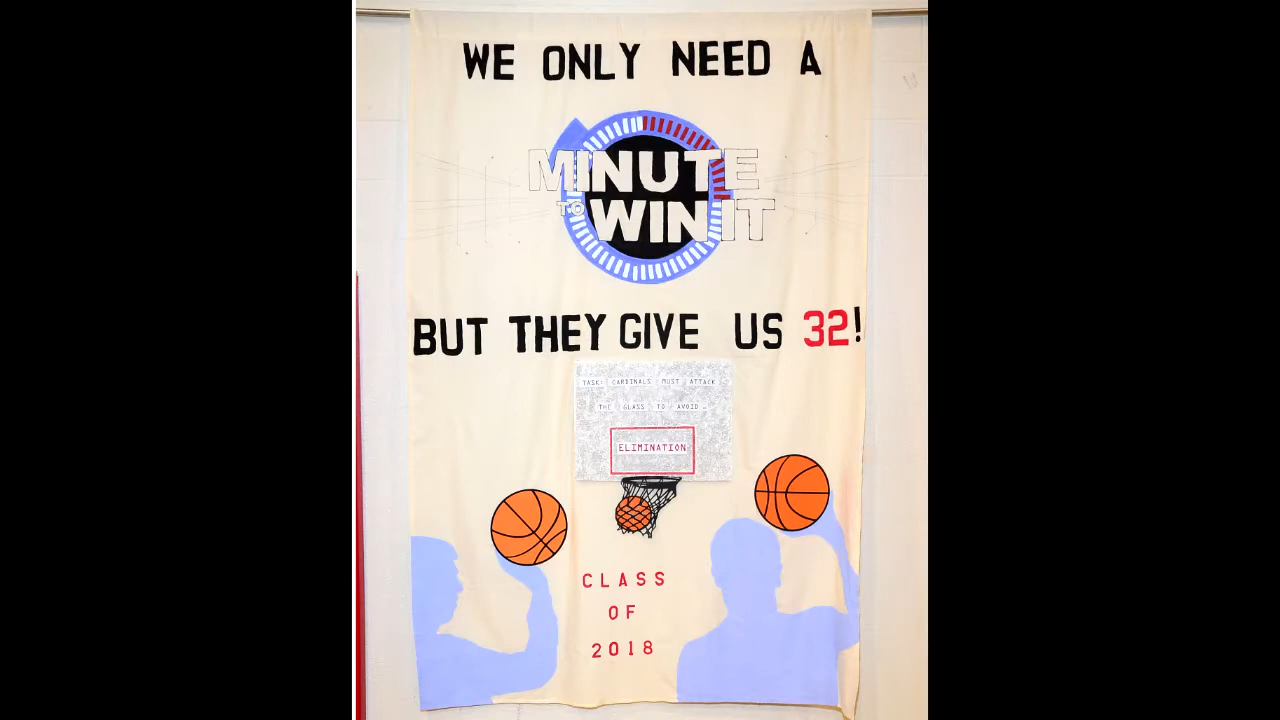 WE ONLY NEED A
MINUTE
TO WIN IT
BUT THEY GIVE US 32!
TASK: CARDINALS MUST ATTACK
THE GLASS TO AVOID …
ELIMINATION
CLASS
OF
2018